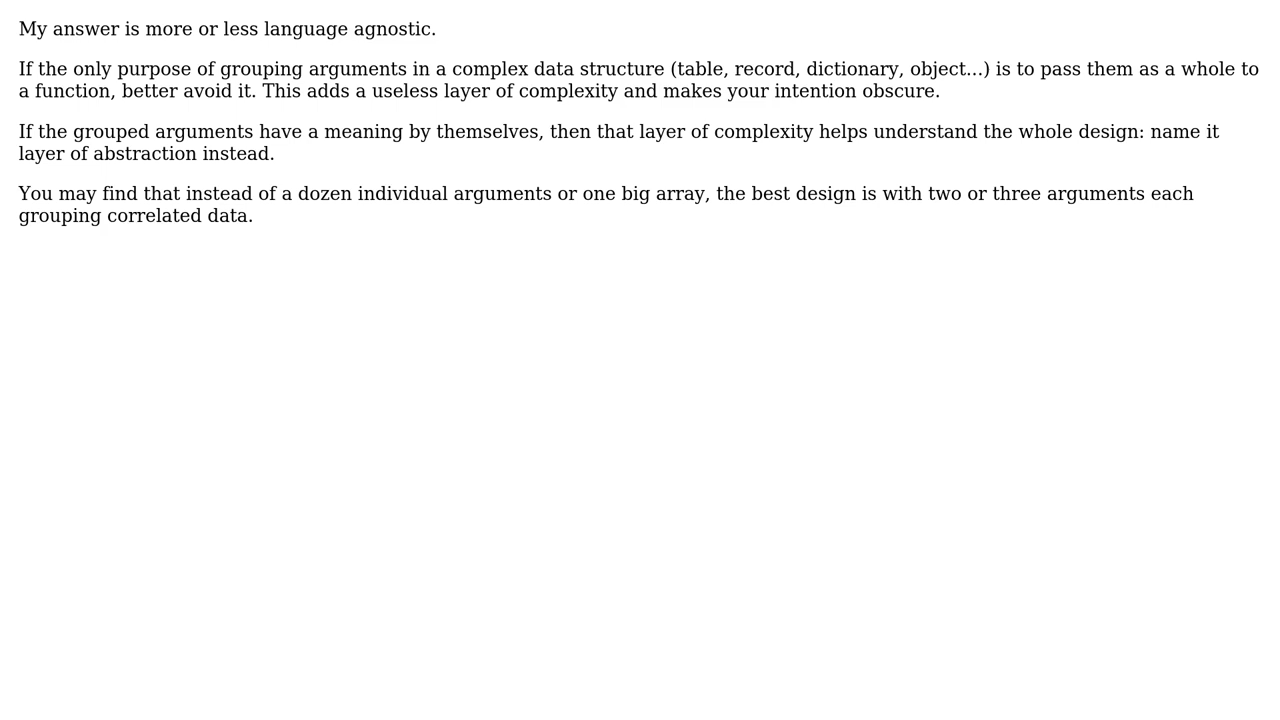 My answer is more or less language agnostic.
If the only purpose of grouping arguments in a complex data structure (table, record, dictionary, object...) is to pass them as a whole to
a function, better avoid it. This adds a useless layer of complexity and makes your intention obscure.
If the grouped arguments have a meaning by themselves, then that layer of complexity helps understand the whole design: name it
layer of abstraction instead.
You may find that instead of a dozen individual arguments or one big array, the best design is with two or three arguments each
grouping correlated data.